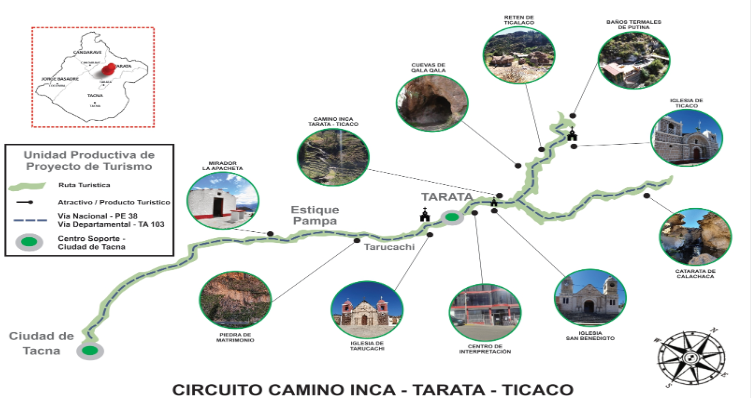 CANDARAVE
TARATA
JORGE BASADRE
TACNA
RETEN DE
TICALACO
BAÑOS TERMALES
DE PUTINA
CUEVAS DE
QALA QALA
IGLESIA DE
TICACO
CAMINO INCA
TARATA - TICACO
Unidad Productiva de
Proyecto de Turismo
Ruta Turistica
Atractivo / Producto Turístico
Via Nacional - PE 38
Via Departamental - TA 103
Centro Soporte -
Ciudad de Tacna
MIRADOR
LA APACHETA
TARATA
Estique
Pampa
Tarucachi
CATARATA DE
CALACHACA
PIEDRA DE
MATRIMONIO
IGLESIA DE
TARUCACHI
CENTRO DE
INTERPRETACIÓN
IGLESIA
SAN BENEDICTO
Ciudad de
Tacna
N
W
E
S
CIRCUITO CAMINO INCA - TARATA - TICACO